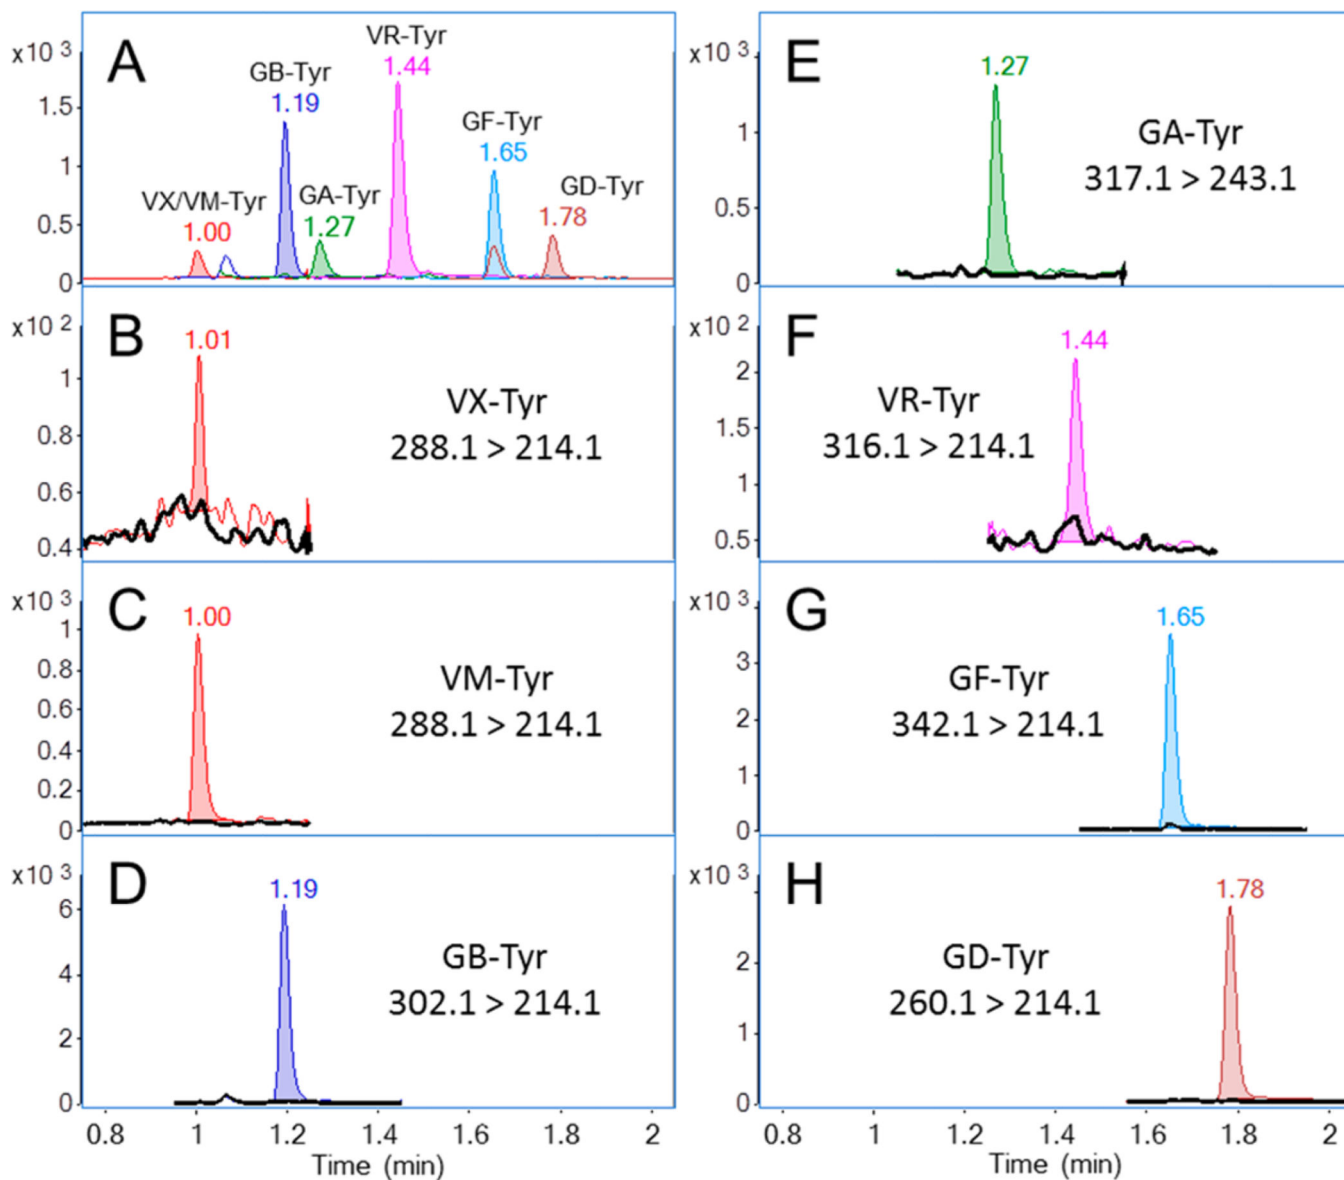 A
x10 3
1.5
1
0.5
0
VX/VM-Tyr
1.00
GB-Tyr
1.19
GA-Tyr
1.27
VR-Tyr
1.44
GF-Tyr
1.65
GD-Tyr
1.78
B
x10 2
1
0.8
0.6
0.4
1.01
VX-Tyr
288.1 > 214.1
C
x10 3
1
0.8
0.6
0.4
0.2
0
1.00
VM-Tyr
288.1 > 214.1
D
x10 3
6
4
2
0
1.19
GB-Tyr
302.1 > 214.1
0.8 1 1.2 1.4 1.6 1.8 2
Time (min)
E
x10 3
1
0.5
0
1.27
GA-Tyr
317.1 > 243.1
F
x10 2
2
1.5
1
0.5
1.44
VR-Tyr
316.1 > 214.1
G
x10 3
3
2
1
0
1.65
GF-Tyr
342.1 > 214.1
H
x10 3
2
1
0
1.78
GD-Tyr
260.1 > 214.1
0.8 1 1.2 1.4 1.6 1.8 2
Time (min)